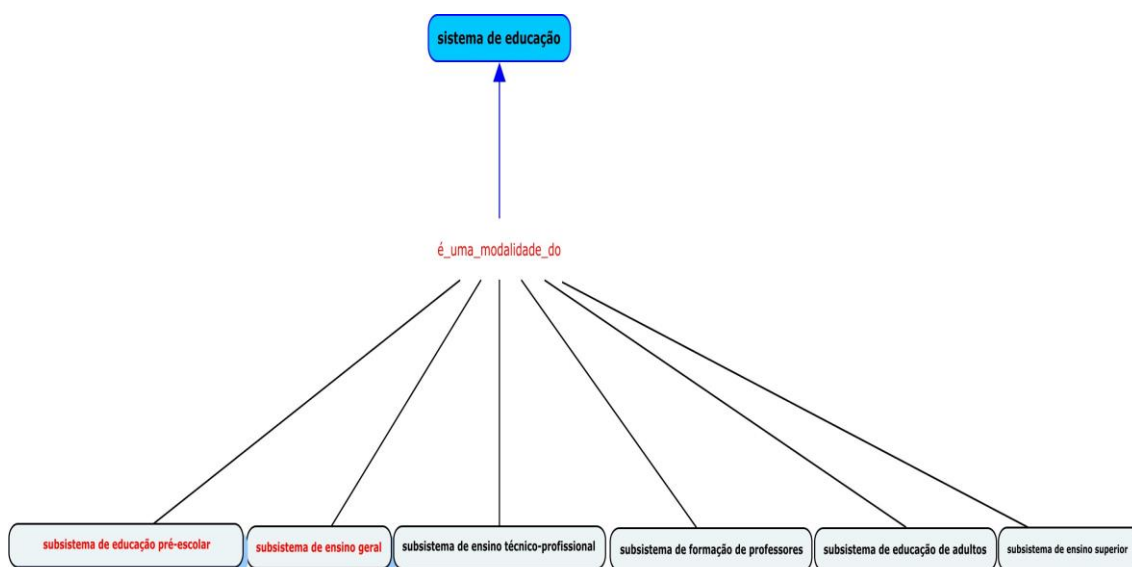 sistema de educação
é_uma_modalidade_do
subsistema de educação pré-escolar
subsistema de ensino geral
subsistema de ensino técnico-profissional
subsistema de formação de professores
subsistema de educação de adultos
subsistema de ensino superior